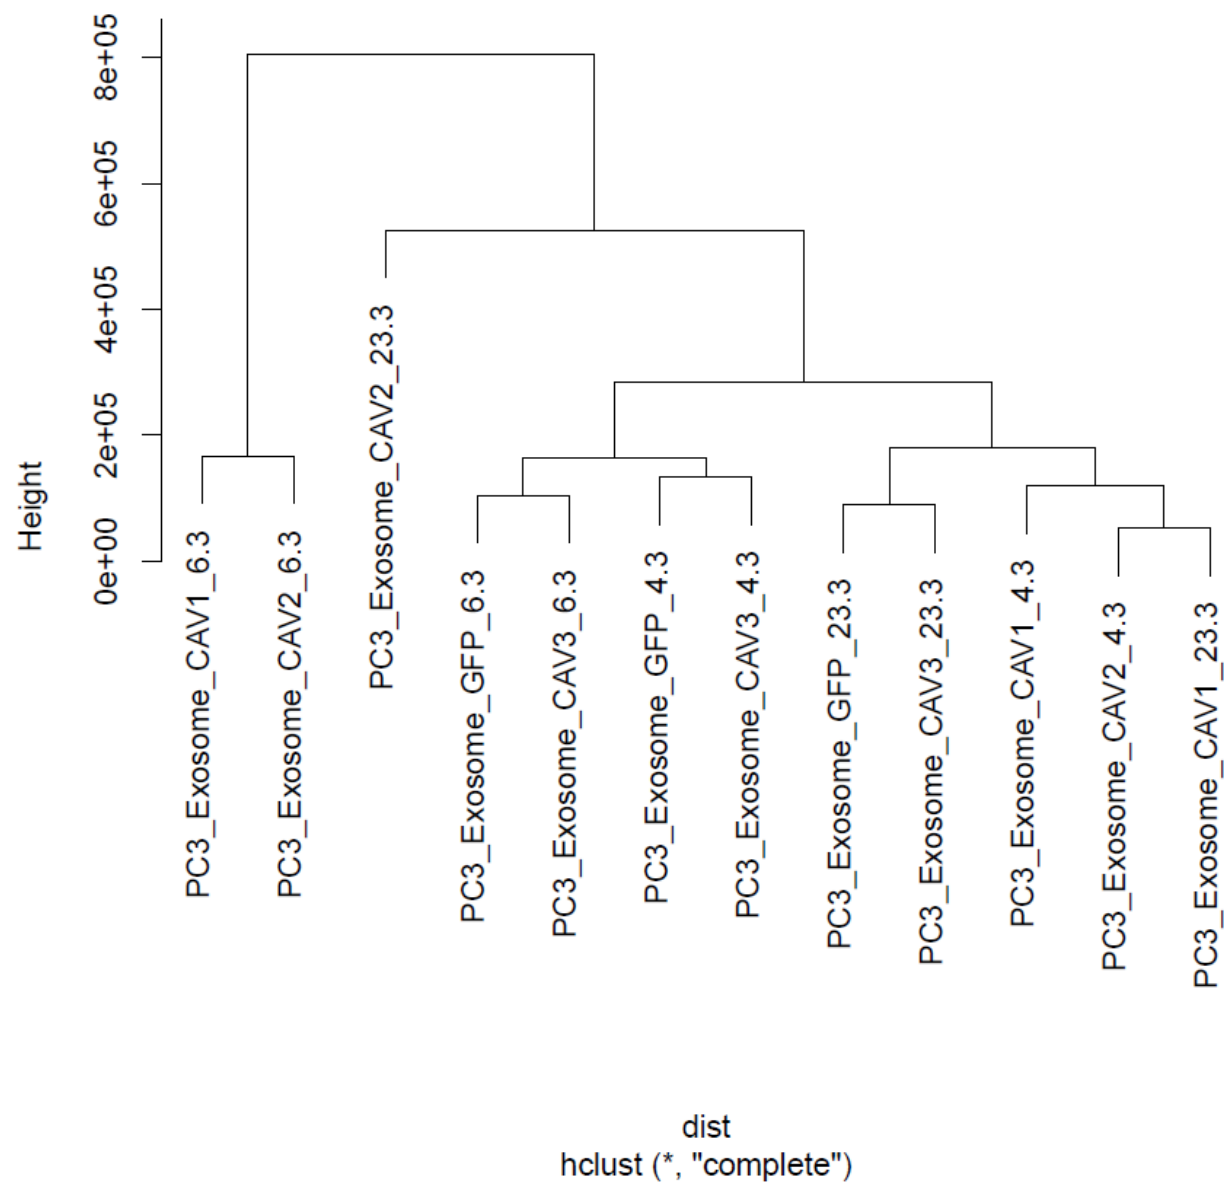 Height
8e+05
6e+05
4e+05
2e+05
0e+00
PC3_Exosome_CAV1_6.3
PC3_Exosome_CAV2_6.3
PC3_Exosome_CAV2_23.3
PC3_Exosome_GFP_6.3
PC3_Exosome_CAV3_6.3
PC3_Exosome_GFP_4.3
PC3_Exosome_CAV3_4.3
PC3_Exosome_GFP_23.3
PC3_Exosome_CAV3_23.3
PC3_Exosome_CAV1_4.3
PC3_Exosome_CAV2_4.3
PC3_Exosome_CAV1_23.3
dist
hclust (*, "complete")